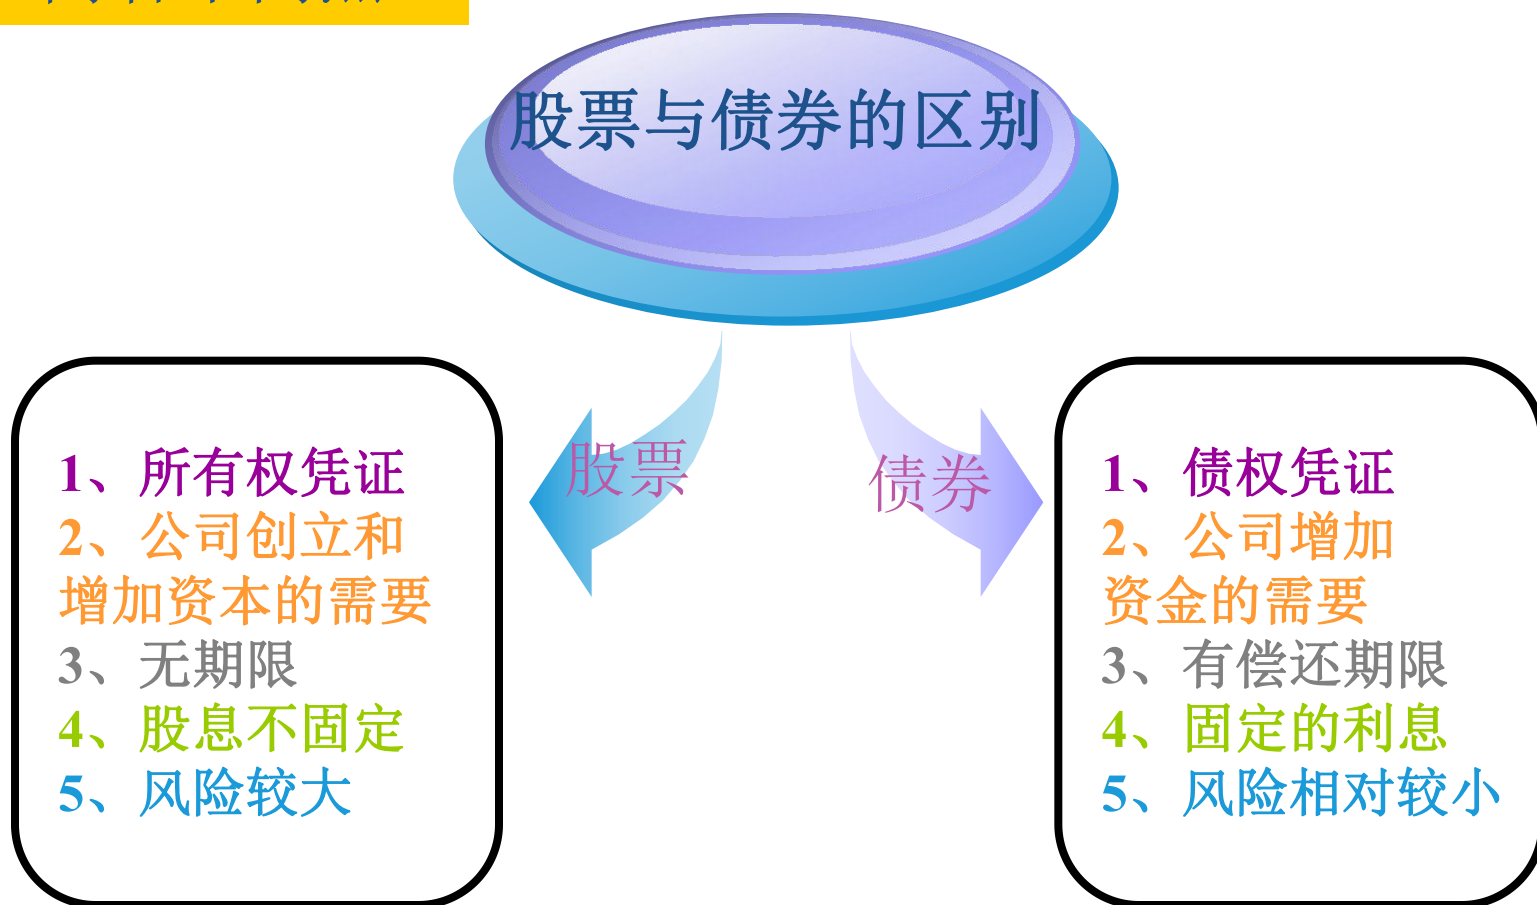 股票与债券的区别
股票
债券
1、所有权凭证
2、公司创立和
增加资本的需要
3、无期限
4、股息不固定
5、风险较大
1、债权凭证
2、公司增加
资金的需要
3、有偿还期限
4、固定的利息
5、风险相对较小